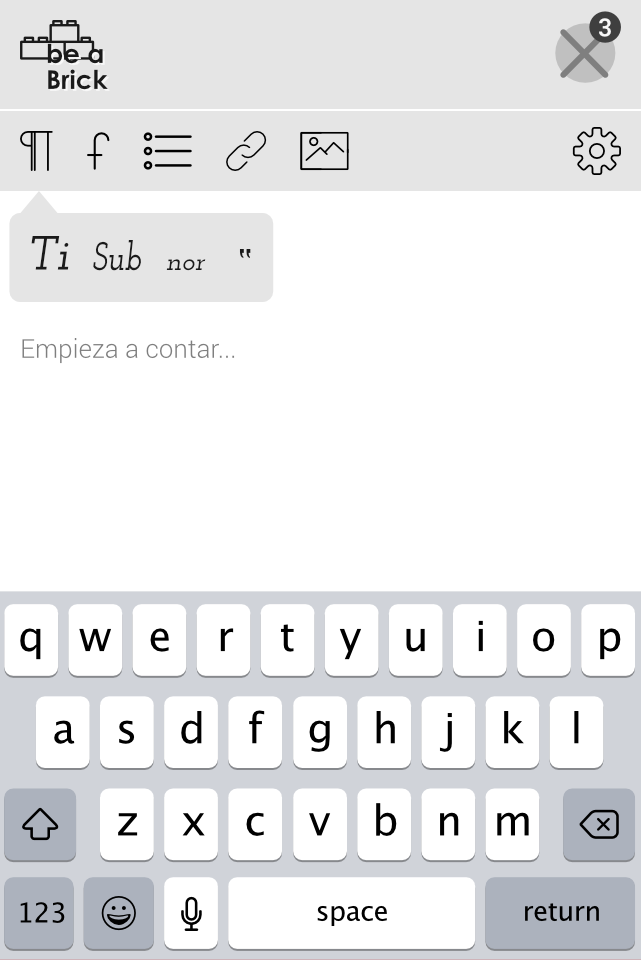 be a
Brick
3
Ti Sub nor "
Empieza a contar...
q w e r t y u i o p
a s d f g h j k l
z x c v b n m
123 space return